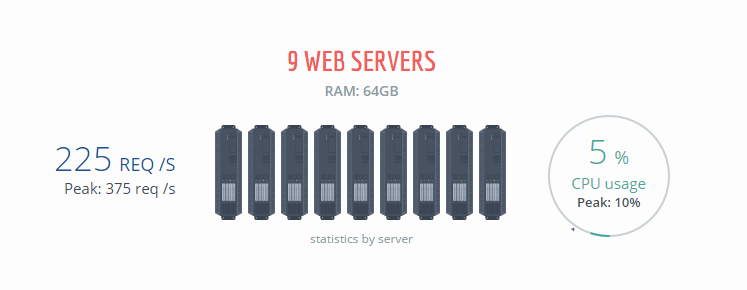 9 WEB SERVERS
RAM: 64GB
225 REQ /S
Peak: 375 req /s
5 %
CPU usage
Peak: 10%
statistics by server